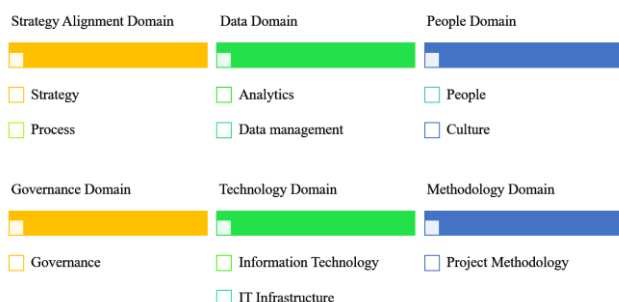 Strategy Alignment Domain
Data Domain
People Domain
Strategy
Analytics
People
Process
Data management
Culture
Governance Domain
Technology Domain
Methodology Domain
Governance
Information Technology
Project Methodology
IT Infrastructure